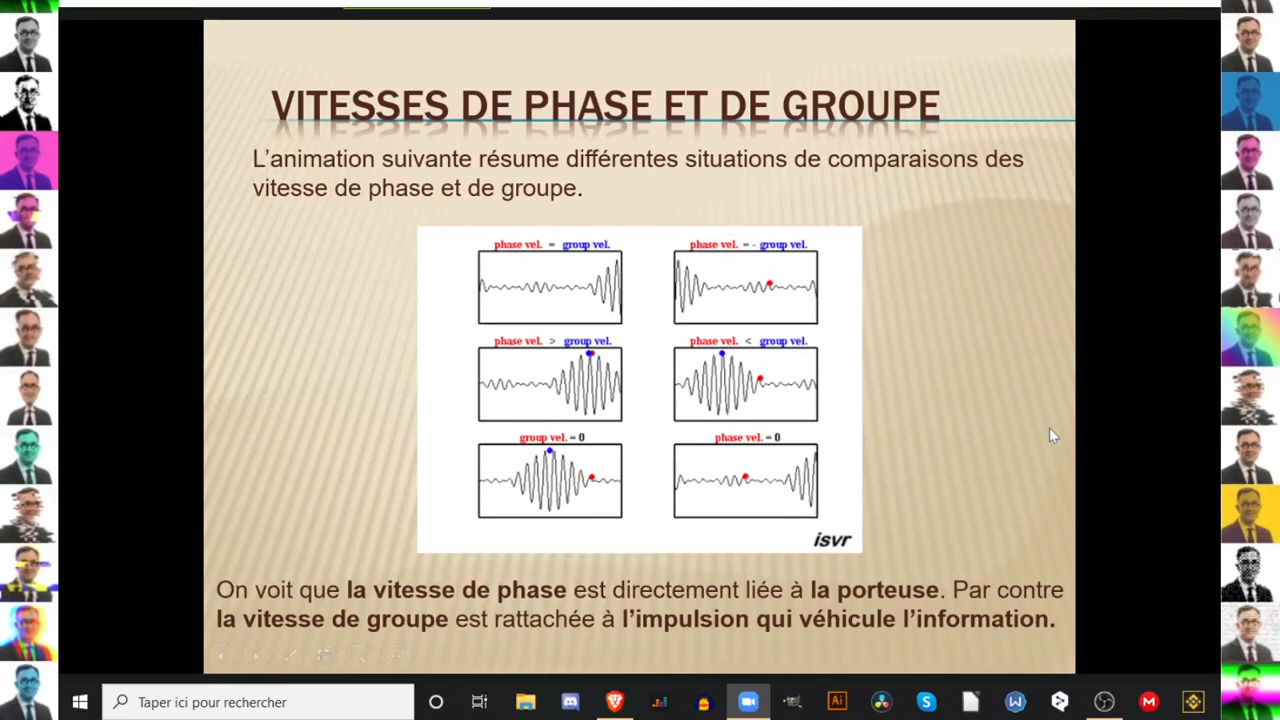 VITESSES DE PHASE ET DE GROUPE
L’animation suivante résume différentes situations de comparaisons des
vitesse de phase et de groupe.
phase vel. = group vel.
phase vel. = - group vel.
phase vel. > group vel.
phase vel. < group vel.
group vel. = 0
phase vel. = 0
isvr
On voit que la vitesse de phase est directement liée à la porteuse. Par contre
la vitesse de groupe est rattachée à l’impulsion qui véhicule l’information.
Taper ici pour rechercher
Ai